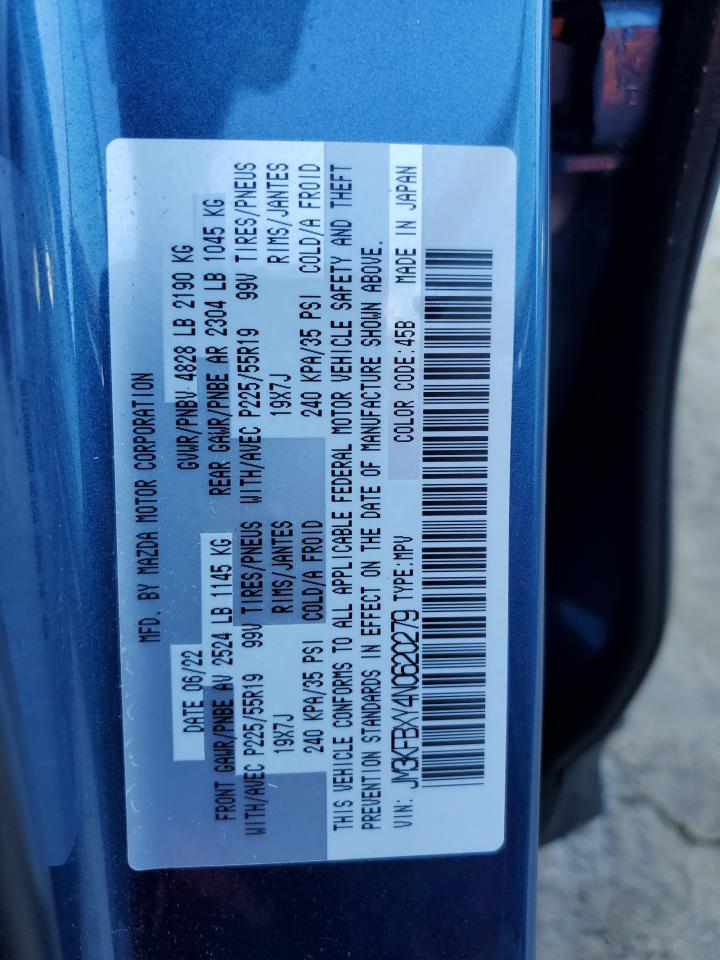 MFD. BY MAZDA MOTOR CORPORATION
DATE 06/22 GVWR/PNBV 4828 LB 2190 KG
FRONT GAWR/PNBE AV 2524 LB 1145 KG REAR GAWR/PNBE AR 2304 LB 1045 KG
WITH/AVEC P225/55R19 99V TIRES/PNEUS WITH/AVEC P225/55R19 99V TIRES/PNEUS
19X7J RIMS/JANTES 19X7J RIMS/JANTES
240 KPA/35 PSI COLD/A FROID 240 KPA/35 PSI COLD/A FROID
THIS VEHICLE CONFORMS TO ALL APPLICABLE FEDERAL MOTOR VEHICLE SAFETY AND THEFT
PREVENTION STANDARDS IN EFFECT ON THE DATE OF MANUFACTURE SHOWN ABOVE.
VIN: JM3KFBXY4N0620279 TYPE:MPV COLOR CODE:45B MADE IN JAPAN